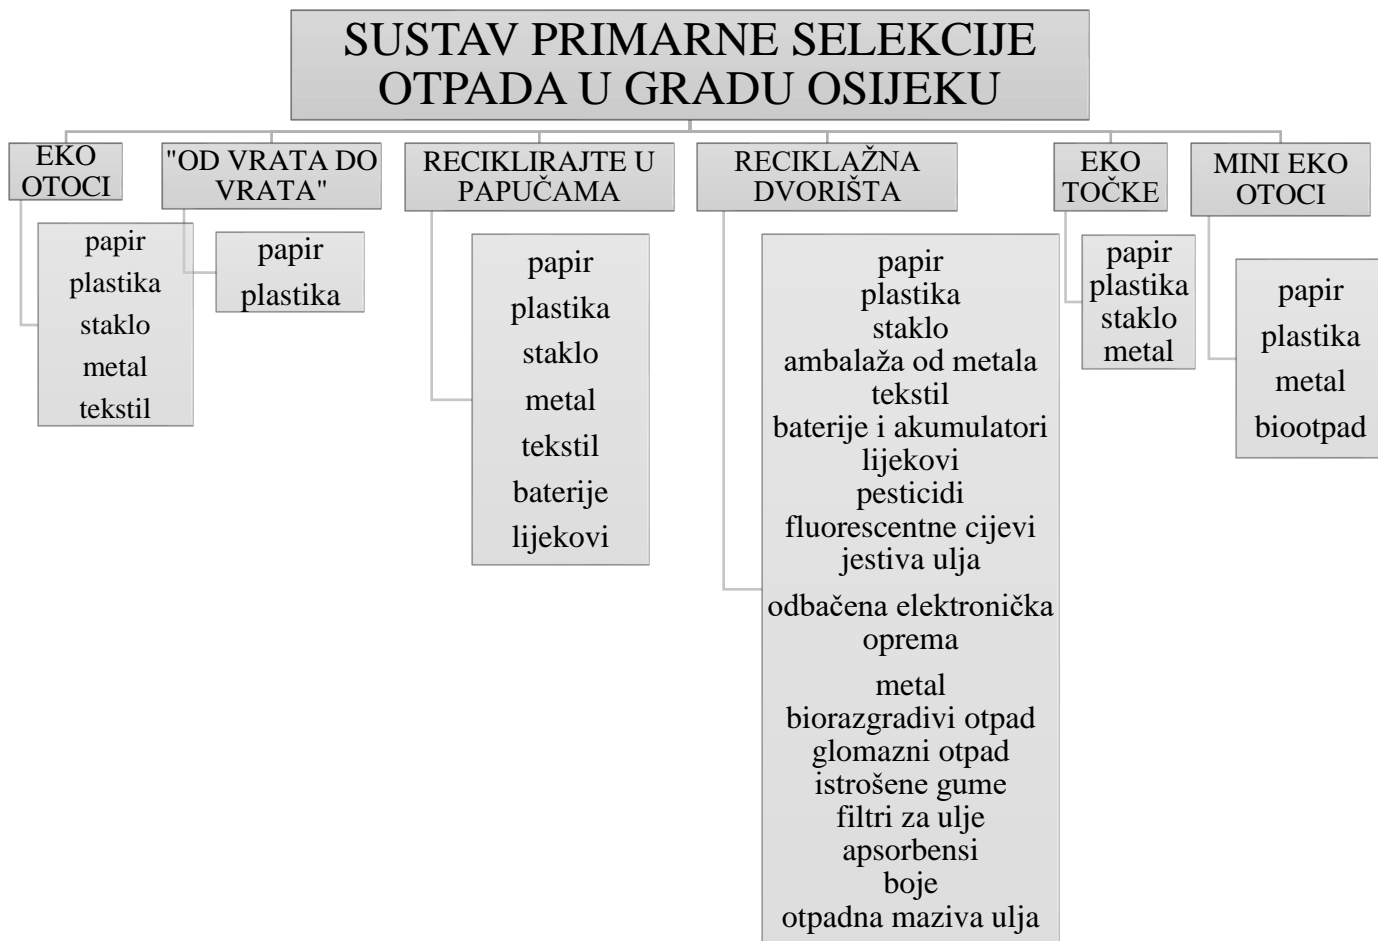 SUSTAV PRIMARNE SELEKCIJE
OTPADA U GRADU OSIJEKU
EKO
OTOCI
papir
plastika
staklo
metal
tekstil
"OD VRATA DO
VRATA"
papir
plastika
RECIKLIRAJTE U
PAPUČAMA
papir
plastika
staklo
metal
tekstil
baterije
lijekovi
RECIKLAŽNA
DVORIŠTA
papir
plastika
staklo
ambalaža od metala
tekstil
baterije i akumulatori
lijekovi
pesticidi
fluorescentne cijevi
jestiva ulja
odbačena elektronička
oprema
metal
biorazgradivi otpad
glomazni otpad
istrošene gume
filtri za ulje
apsorbensi
boje
otpadna maziva ulja
EKO
TOČKE
papir
plastika
staklo
metal
MINI EKO
OTOCI
papir
plastika
metal
biootpad